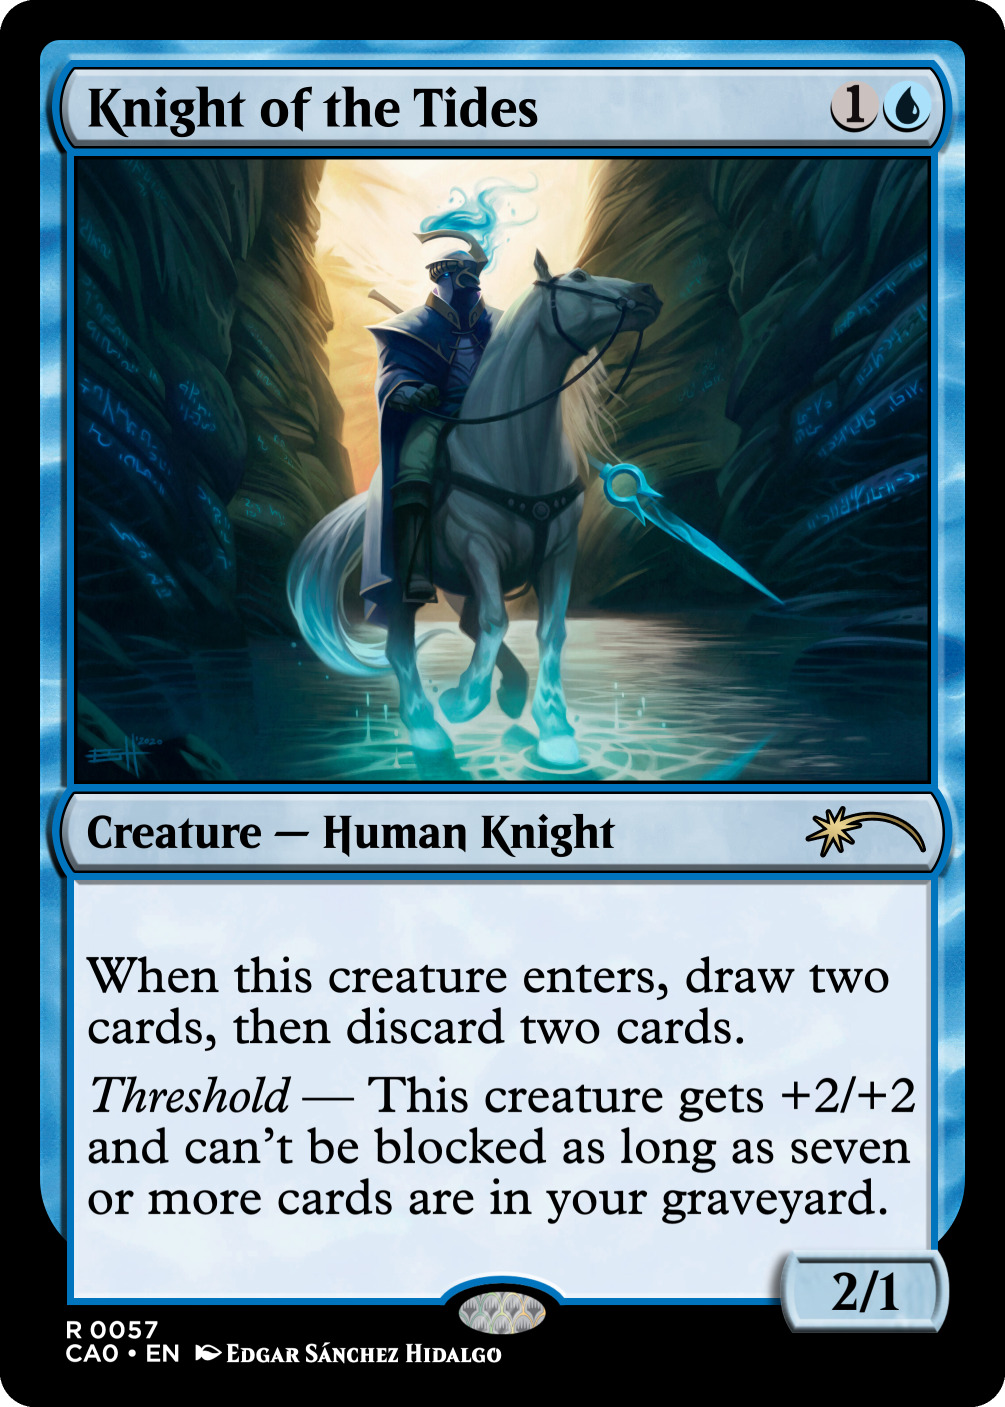 Knight of the Tides
1
ESH '2020
Creature — Human Knight
When this creature enters, draw two
cards, then discard two cards.
Threshold — This creature gets +2/+2
and can't be blocked as long as seven
or more cards are in your graveyard.
2/1
R 0057
CAO • EN Edgar Sánchez Hidalgo